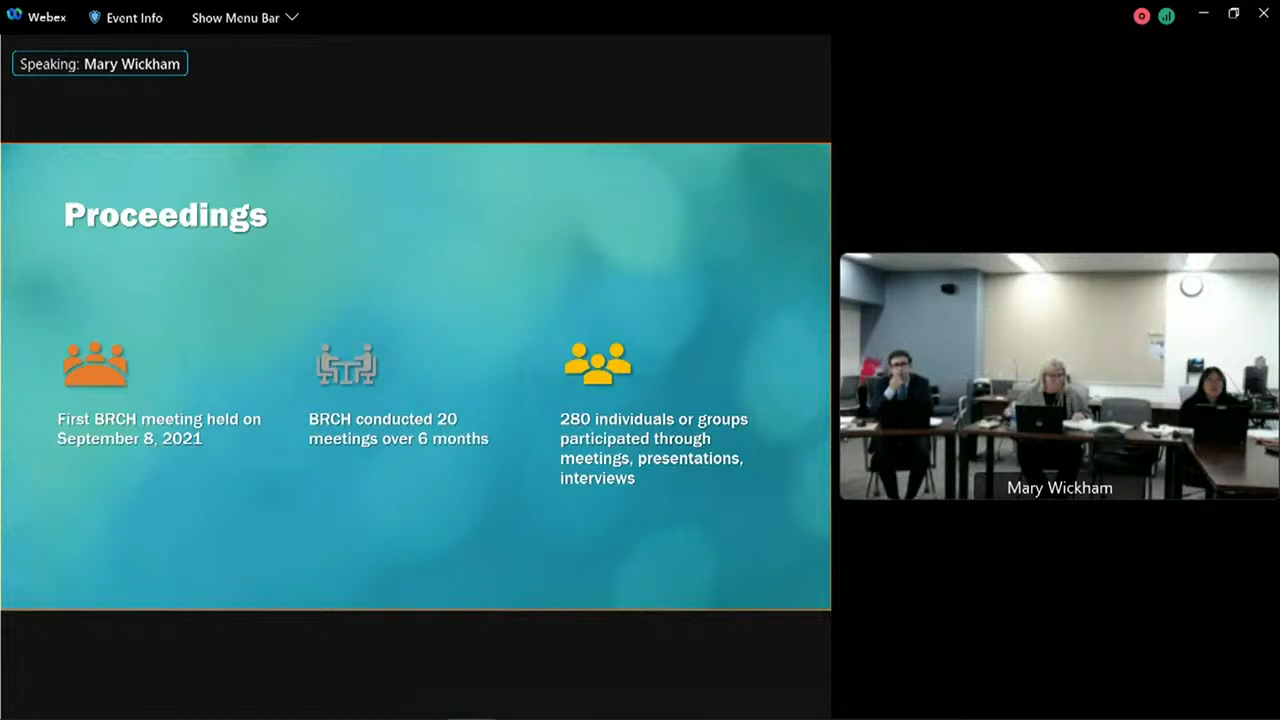 Webex
Event Info
Show Menu Bar
Speaking: Mary Wickham
Proceedings
First BRCH meeting held on
September 8, 2021
BRCH conducted 20
meetings over 6 months
280 individuals or groups
participated through
meetings, presentations,
interviews
Mary Wickham